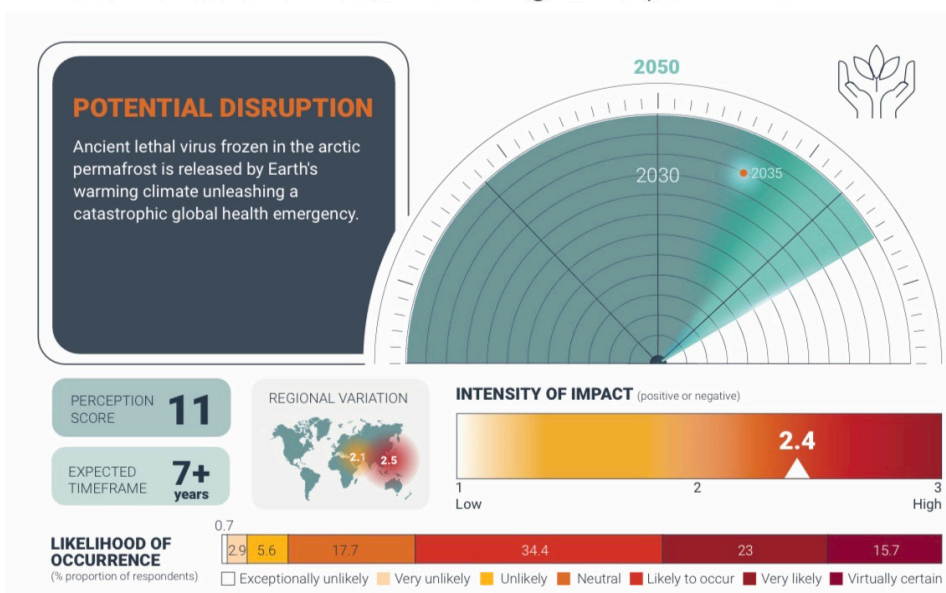 POTENTIAL DISRUPTION
Ancient lethal virus frozen in the arctic
permafrost is released by Earth's
warming climate unleashing a
catastrophic global health emergency.
2050
2030
2035
PERCEPTION
SCORE
11
EXPECTED
TIMEFRAME
7+
years
REGIONAL VARIATION
2.1
2.5
INTENSITY OF IMPACT (positive or negative)
2.4
1
2
3
Low
High
LIKELIHOOD OF
OCCURRENCE
(% proportion of respondents)
0.7
2.9
5.6
17.7
34.4
23
15.7
Exceptionally unlikely
Very unlikely
Unlikely
Neutral
Likely to occur
Very likely
Virtually certain